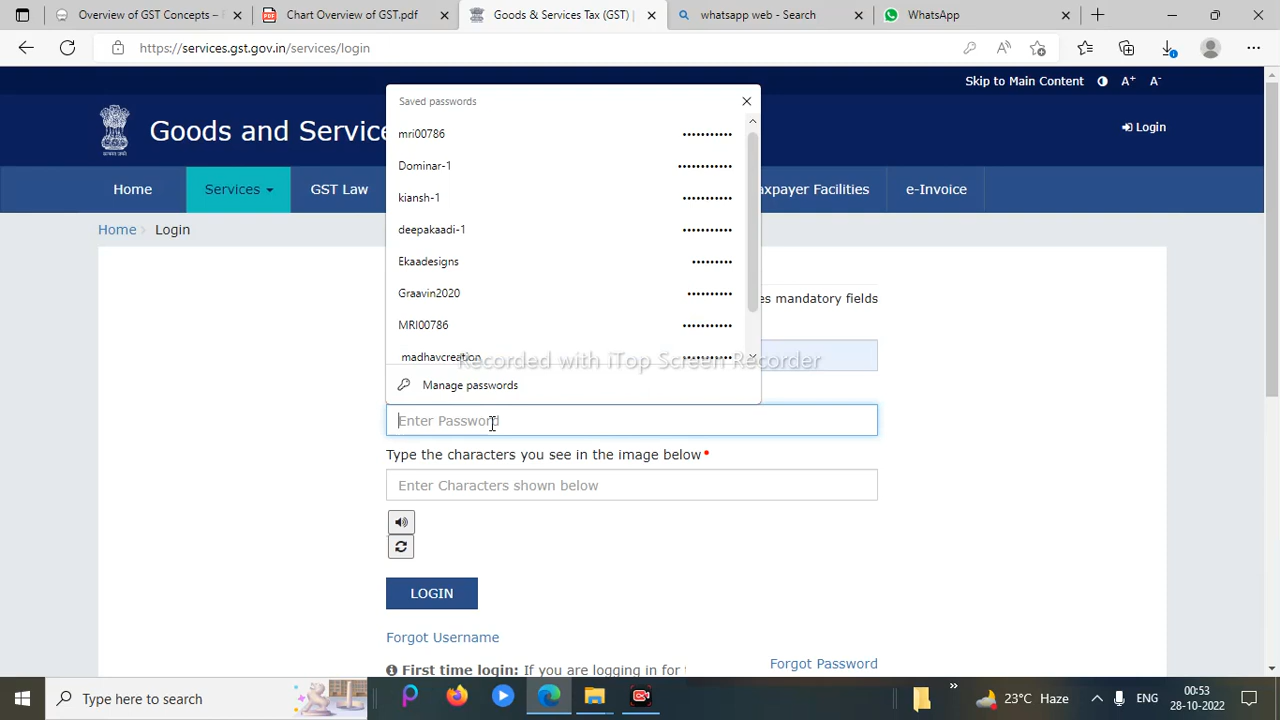 Overview of GST Concepts -
Chart Overview of GST.pdf
Goods & Services Tax (GST)
whatsapp web - Search
WhatsApp
https://services.gst.gov.in/services/login
Skip to Main Content
A+
A-
Goods and Service
Login
Home
Services
GST Law
axpayer Facilities
e-Invoice
Home
Login
Saved passwords
mri00786
•••••••••••
Dominar-1
••••••••••••
kiansh-1
•••••••••••
deepakaadi-1
•••••••••••
Ekaadesigns
•••••••••
Graavin2020
••••••••••
MRI00786
•••••••••••
madhavcreation
•••••••••••
Manage passwords
Recorded with iTop Screen Recorder
es mandatory fields
Enter Password
Type the characters you see in the image below•
Enter Characters shown below
LOGIN
Forgot Username
Forgot Password
First time login: If you are logging in for
Type here to search
23°C Haze
ENG
00:53
28-10-2022